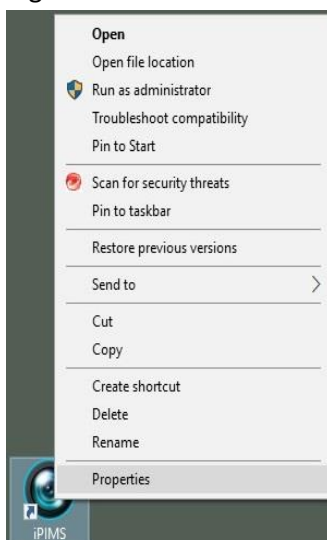 Open
Open file location
Run as administrator
Troubleshoot compatibility
Pin to Start
Scan for security threats
Pin to taskbar
Restore previous versions
Send to
Cut
Copy
Create shortcut
Delete
Rename
Properties
iPIMS